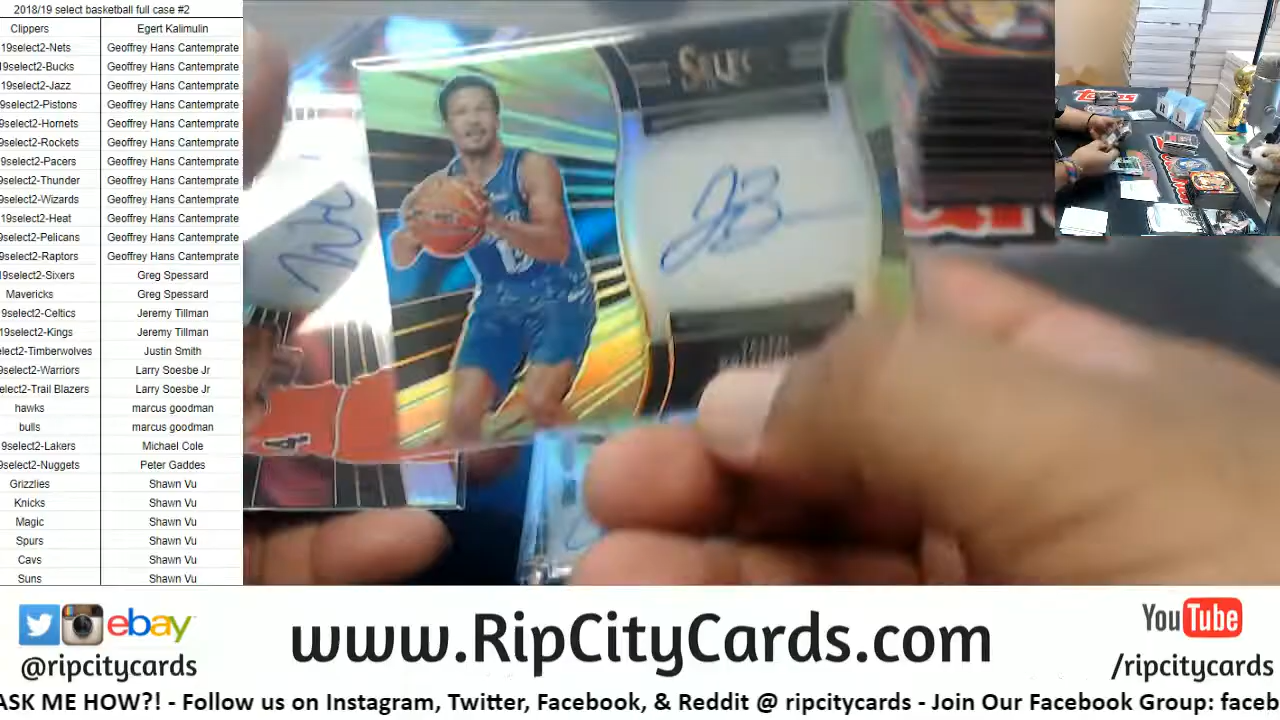 2018/19 select basketball full case #2
Clippers Egert Kalimulin
19select2-Nets Geoffrey Hans Cantemprate
9select2-Bucks Geoffrey Hans Cantemprate
19select2-Jazz Geoffrey Hans Cantemprate
9select2-Pistons Geoffrey Hans Cantemprate
9select2-Hornets Geoffrey Hans Cantemprate
9select2-Rockets Geoffrey Hans Cantemprate
9select2-Pacers Geoffrey Hans Cantemprate
9select2-Thunder Geoffrey Hans Cantemprate
9select2-Wizards Geoffrey Hans Cantemprate
19select2-Heat Geoffrey Hans Cantemprate
9select2-Pelicans Geoffrey Hans Cantemprate
9select2-Raptors Geoffrey Hans Cantemprate
19select2-Sixers Greg Spessard
Mavericks Greg Spessard
9select2-Celtics Jeremy Tillman
19select2-Kings Jeremy Tillman
elect2-Timberwolves Justin Smith
9select2-Warriors Larry Soesbe Jr
select2-Trail Blazers Larry Soesbe Jr
hawks marcus goodman
bulls marcus goodman
9select2-Lakers Michael Cole
9select2-Nuggets Peter Gaddes
Grizzlies Shawn Vu
Knicks Shawn Vu
Magic Shawn Vu
Spurs Shawn Vu
Cavs Shawn Vu
Suns Shawn Vu
SELEC
JB
ebay
@ripcitycards
www.RipCityCards.com
YouTube
/ripcitycards
ASK ME HOW?! - Follow us on Instagram, Twitter, Facebook, & Reddit @ ripcitycards - Join Our Facebook Group: faceb